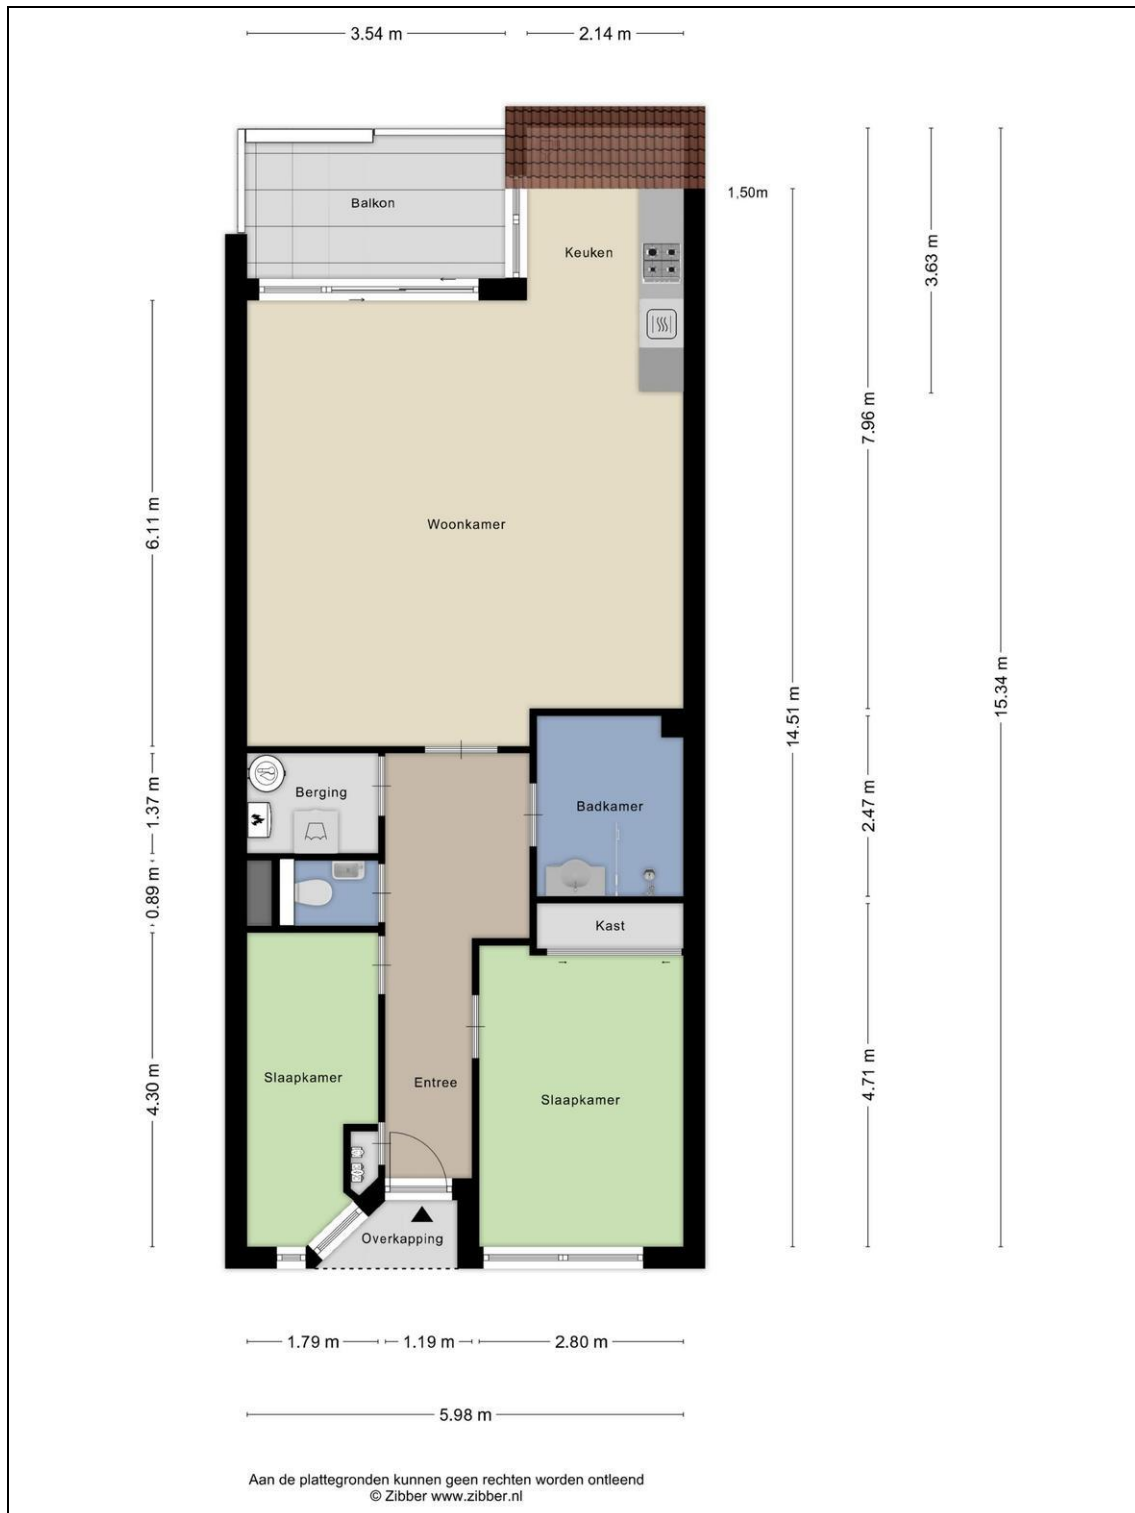 3.54 m
2.14 m
Balkon
1,50m
Keuken
3.63 m
7.96 m
6.11 m
Woonkamer
15.34 m
14.51 m
Berging
1.37 m
Badkamer
2.47 m
0.89 m
Kast
4.30 m
Slaapkamer
Entree
Slaapkamer
4.71 m
Overkapping
1.79 m
1.19 m
2.80 m
5.98 m
Aan de plattegronden kunnen geen rechten worden ontleend
© Zibber www.zibber.nl